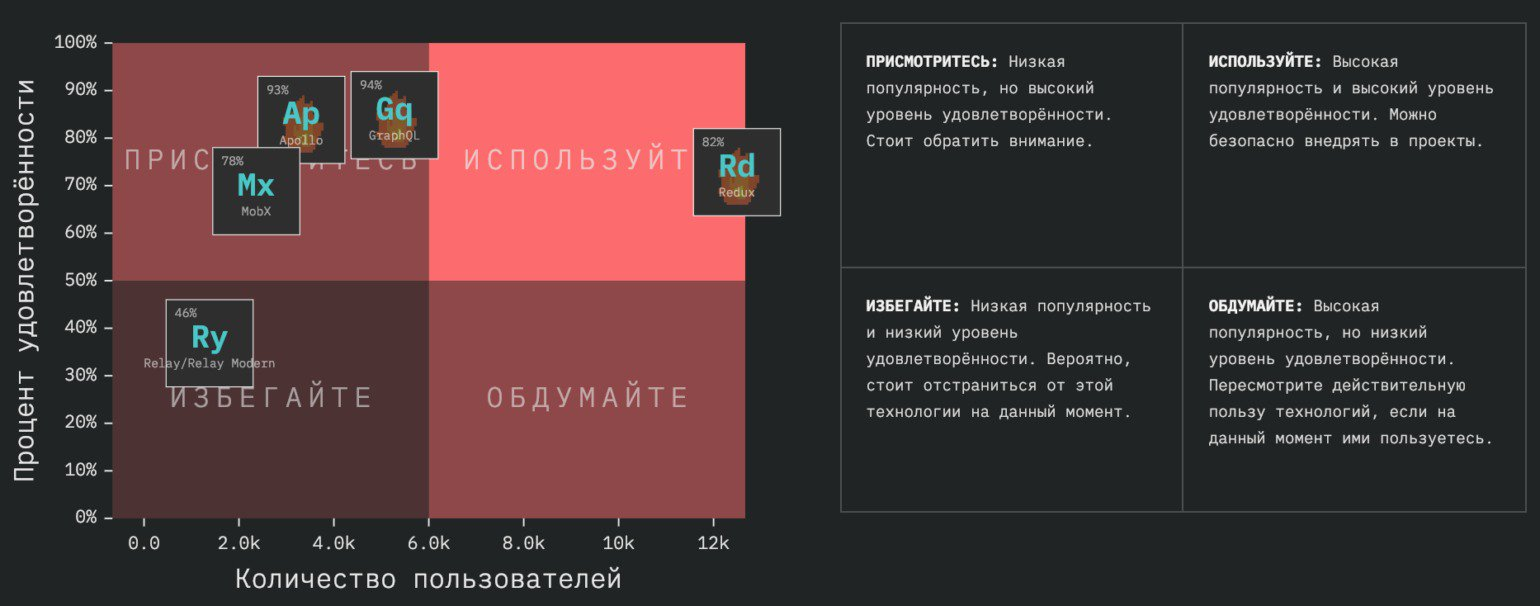 Процент удовлетворённости
100%
90%
80%
70%
60%
50%
40%
30%
20%
10%
0%
ИСПОЛЬЗУЙТ
93%
Ap
Apollo
94%
Gq
GraphQL
78%
Mx
MobX
82%
Rd
Redux
46%
Ry
Relay/Relay Modern
ИЗБЕГАЙТЕ
ОБДУМАЙТЕ
0.0 2.0k 4.0k 6.0k 8.0k 10k 12k
Количество пользователей
ПРИСМОТРИТЕСЬ: Низкая
популярность, но высокий
уровень удовлетворённости.
Стоит обратить внимание.
ИСПОЛЬЗУЙТЕ: Высокая
популярность и высокий уровень
удовлетворённости. Можно
безопасно внедрять в проекты.
ИЗБЕГАЙТЕ: Низкая популярность
и низкий уровень
удовлетворённости. Вероятно,
стоит отстраниться от этой
технологии на данный момент.
ОБДУМАЙТЕ: Высокая
популярность, но низкий
уровень удовлетворённости.
Пересмотрите действительную
пользу технологий, если на
данный момент ими пользуетесь.